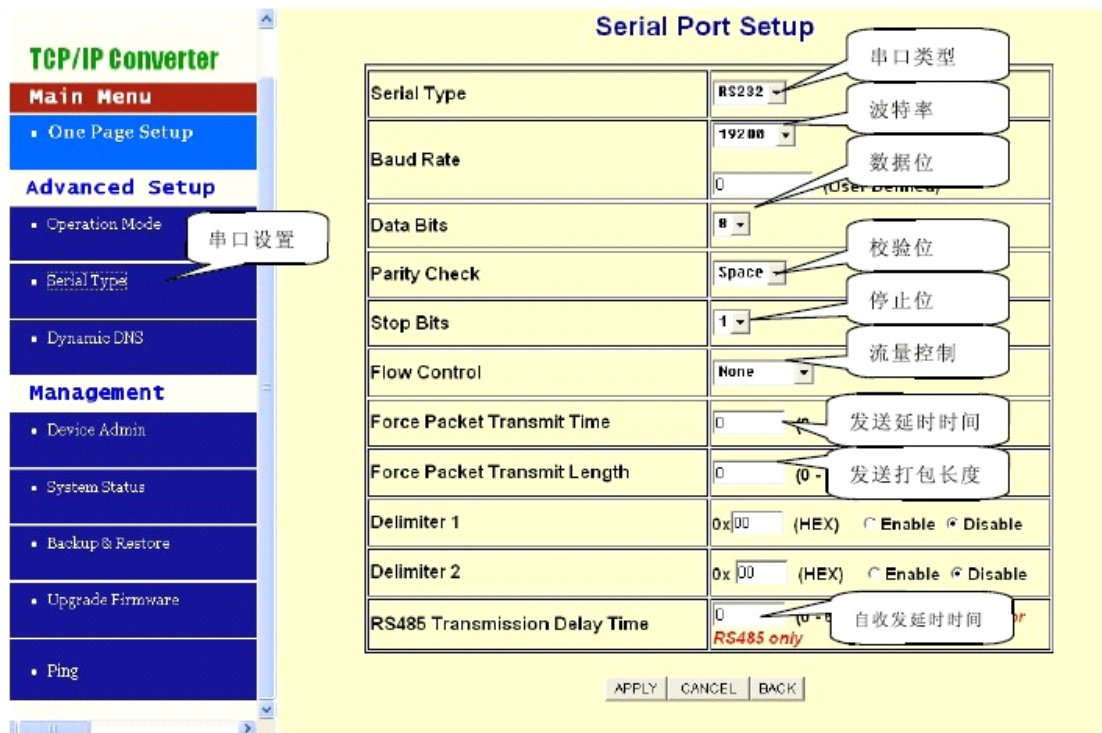 TCP/IP Converter
Main Menu
One Page Setup
Advanced Setup
Operation Mode
串口设置
Serial Type
Dynamic DNS
Management
Device Admin
System Status
Backup & Restore
Upgrade Firmware
Ping
Serial Port Setup
Serial Type
RS232
串口类型
Baud Rate
19200
波特率
0
(User Defined)
数据位
Data Bits
8
Parity Check
Space
校验位
Stop Bits
1
停止位
Flow Control
None
流量控制
Force Packet Transmit Time
0
发送延时时间
Force Packet Transmit Length
0 (0 -
发送打包长度
Delimiter 1
0x 00 (HEX) Enable Disable
Delimiter 2
0x 00 (HEX) Enable Disable
RS485 Transmission Delay Time
0
自收发延时时间
RS485 only
APPLY CANCEL BACK